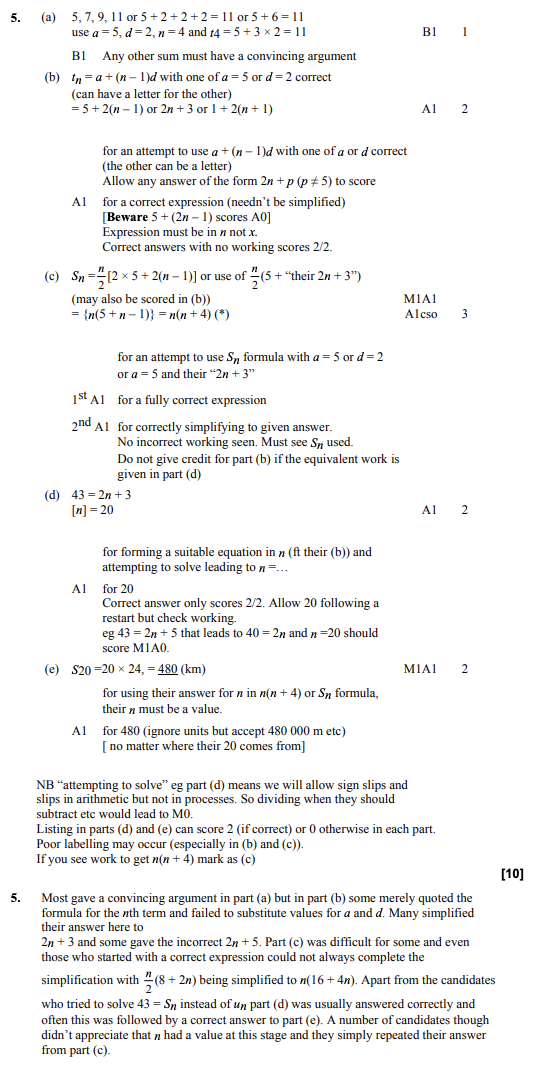 5. (a) 5, 7, 9, 11 or 5 + 2 + 2 + 2 = 11 or 5 + 6 = 11
use a = 5, d = 2, n = 4 and t4 = 5 + 3 × 2 = 11 B1 1
B1 Any other sum must have a convincing argument
(b) tₙ = a + (n – 1)d with one of a = 5 or d = 2 correct
(can have a letter for the other)
= 5 + 2(n – 1) or 2n + 3 or 1 + 2(n + 1) A1 2
for an attempt to use a + (n – 1)d with one of a or d correct
(the other can be a letter)
Allow any answer of the form 2n + p (p ≠ 5) to score
A1 for a correct expression (needn't be simplified)
[Beware 5 + (2n – 1) scores A0]
Expression must be in n not x.
Correct answers with no working scores 2/2.
(c) Sₙ = n/2 [2 × 5 + 2(n – 1)] or use of n/2 (5 + "their 2n + 3")
(may also be scored in (b)) M1A1
= {n(5 + n – 1)} = n(n + 4) (*) A1cso 3
for an attempt to use Sₙ formula with a = 5 or d = 2
or a = 5 and their "2n + 3"
1st A1 for a fully correct expression
2nd A1 for correctly simplifying to given answer.
No incorrect working seen. Must see Sₙ used.
Do not give credit for part (b) if the equivalent work is
given in part (d)
(d) 43 = 2n + 3
[n] = 20 A1 2
for forming a suitable equation in n (ft their (b)) and
attempting to solve leading to n =…
A1 for 20
Correct answer only scores 2/2. Allow 20 following a
restart but check working.
eg 43 = 2n + 5 that leads to 40 = 2n and n =20 should
score M1A0.
(e) S20 =20 × 24, = 480 (km) M1A1 2
for using their answer for n in n(n + 4) or Sₙ formula,
their n must be a value.
A1 for 480 (ignore units but accept 480 000 m etc)
[ no matter where their 20 comes from]
NB "attempting to solve" eg part (d) means we will allow sign slips and
slips in arithmetic but not in processes. So dividing when they should
subtract etc would lead to M0.
Listing in parts (d) and (e) can score 2 (if correct) or 0 otherwise in each part.
Poor labelling may occur (especially in (b) and (c)).
If you see work to get n(n + 4) mark as (c)
[10]
5. Most gave a convincing argument in part (a) but in part (b) some merely quoted the
formula for the nth term and failed to substitute values for a and d. Many simplified
their answer here to
2n + 3 and some gave the incorrect 2n + 5. Part (c) was difficult for some and even
those who started with a correct expression could not always complete the
simplification with n/2 (8 + 2n) being simplified to n(16 + 4n). Apart from the candidates
who tried to solve 43 = Sₙ instead of uₙ part (d) was usually answered correctly and
often this was followed by a correct answer to part (e). A number of candidates though
didn't appreciate that n had a value at this stage and they simply repeated their answer
from part (c).